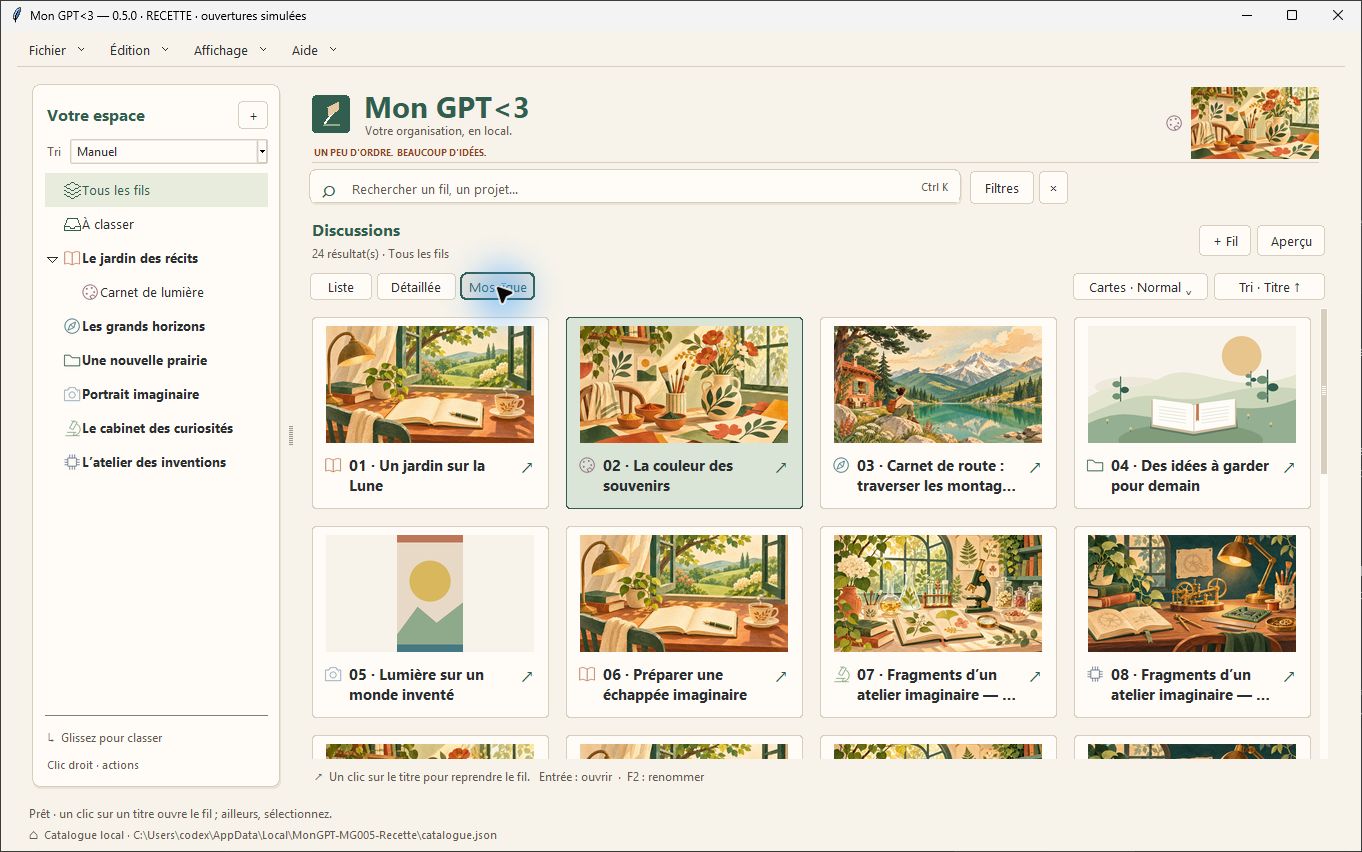 Mon GPT<3 — 0.5.0 · RECETTE · ouvertures simulées
Fichier Édition Affichage Aide
Votre espace +
Tri Manuel
Tous les fils
À classer
Le jardin des récits
Carnet de lumière
Les grands horizons
Une nouvelle prairie
Portrait imaginaire
Le cabinet des curiosités
L’atelier des inventions
↳ Glissez pour classer
Clic droit · actions
Mon GPT<3
Votre organisation, en local.
UN PEU D'ORDRE. BEAUCOUP D'IDÉES.
Rechercher un fil, un projet... Ctrl K
Filtres ×
Discussions
24 résultat(s) · Tous les fils
+ Fil Aperçu
Liste Détaillée
Cartes · Normal Tri · Titre ↑
01 · Un jardin sur la
Lune
↗
02 · La couleur des
souvenirs
↗
03 · Carnet de route :
traverser les montag...
↗
04 · Des idées à garder
pour demain
↗
05 · Lumière sur un
monde inventé
↗
06 · Préparer une
échappée imaginaire
↗
07 · Fragments d’un
atelier imaginaire — ...
↗
08 · Fragments d’un
atelier imaginaire — ...
↗
↗ Un clic sur le titre pour reprendre le fil. Entrée : ouvrir · F2 : renommer
Prêt · un clic sur un titre ouvre le fil ; ailleurs, sélectionnez.
Catalogue local · C:\Users\codex\AppData\Local\MonGPT-MG005-Recette\catalogue.json